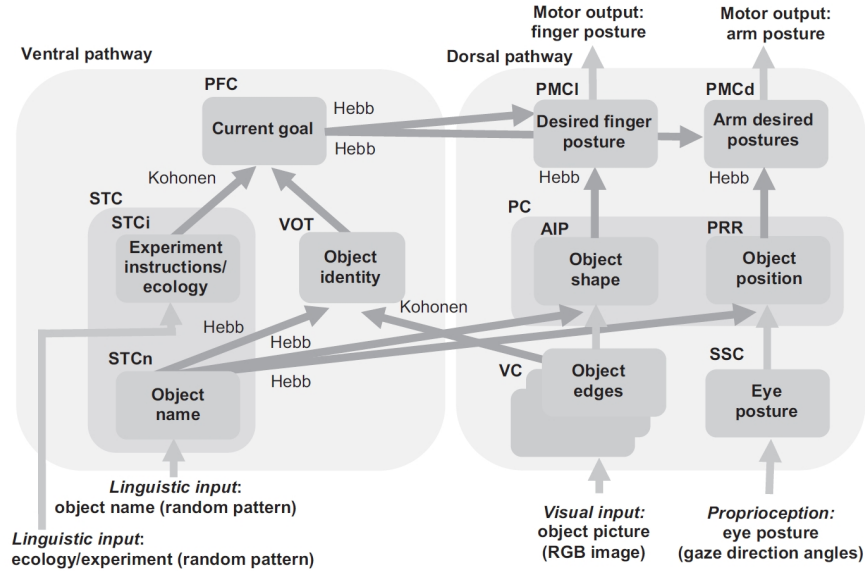 Motor output:
finger posture
Motor output:
arm posture
Ventral pathway
Dorsal pathway
PFC
Current goal
Hebb
Hebb
PMCl
Desired finger
posture
PMCd
Arm desired
postures
Kohonen
Hebb
Hebb
STC
STCi
Experiment
instructions/
ecology
VOT
Object
identity
PC
AIP
Object
shape
PRR
Object
position
Kohonen
Hebb
Hebb
Hebb
STCn
Object
name
VC
Object
edges
SSC
Eye
posture
Linguistic input:
object name (random pattern)
Linguistic input:
ecology/experiment (random pattern)
Visual input:
object picture
(RGB image)
Proprioception:
eye posture
(gaze direction angles)